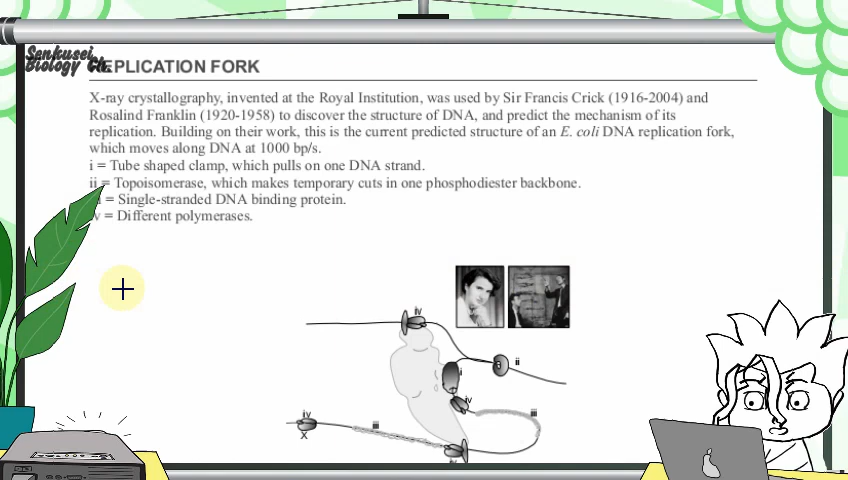 Senkusei
Biology Ch.
REPLICATION FORK
X-ray crystallography, invented at the Royal Institution, was used by Sir Francis Crick (1916-2004) and
Rosalind Franklin (1920-1958) to discover the structure of DNA, and predict the mechanism of its
replication. Building on their work, this is the current predicted structure of an E. coli DNA replication fork,
which moves along DNA at 1000 bp/s.
i = Tube shaped clamp, which pulls on one DNA strand.
ii = Topoisomerase, which makes temporary cuts in one phosphodiester backbone.
= Single-stranded DNA binding protein.
v = Different polymerases.
iv
ii
i
iv
iii
iv
iii
X
iv